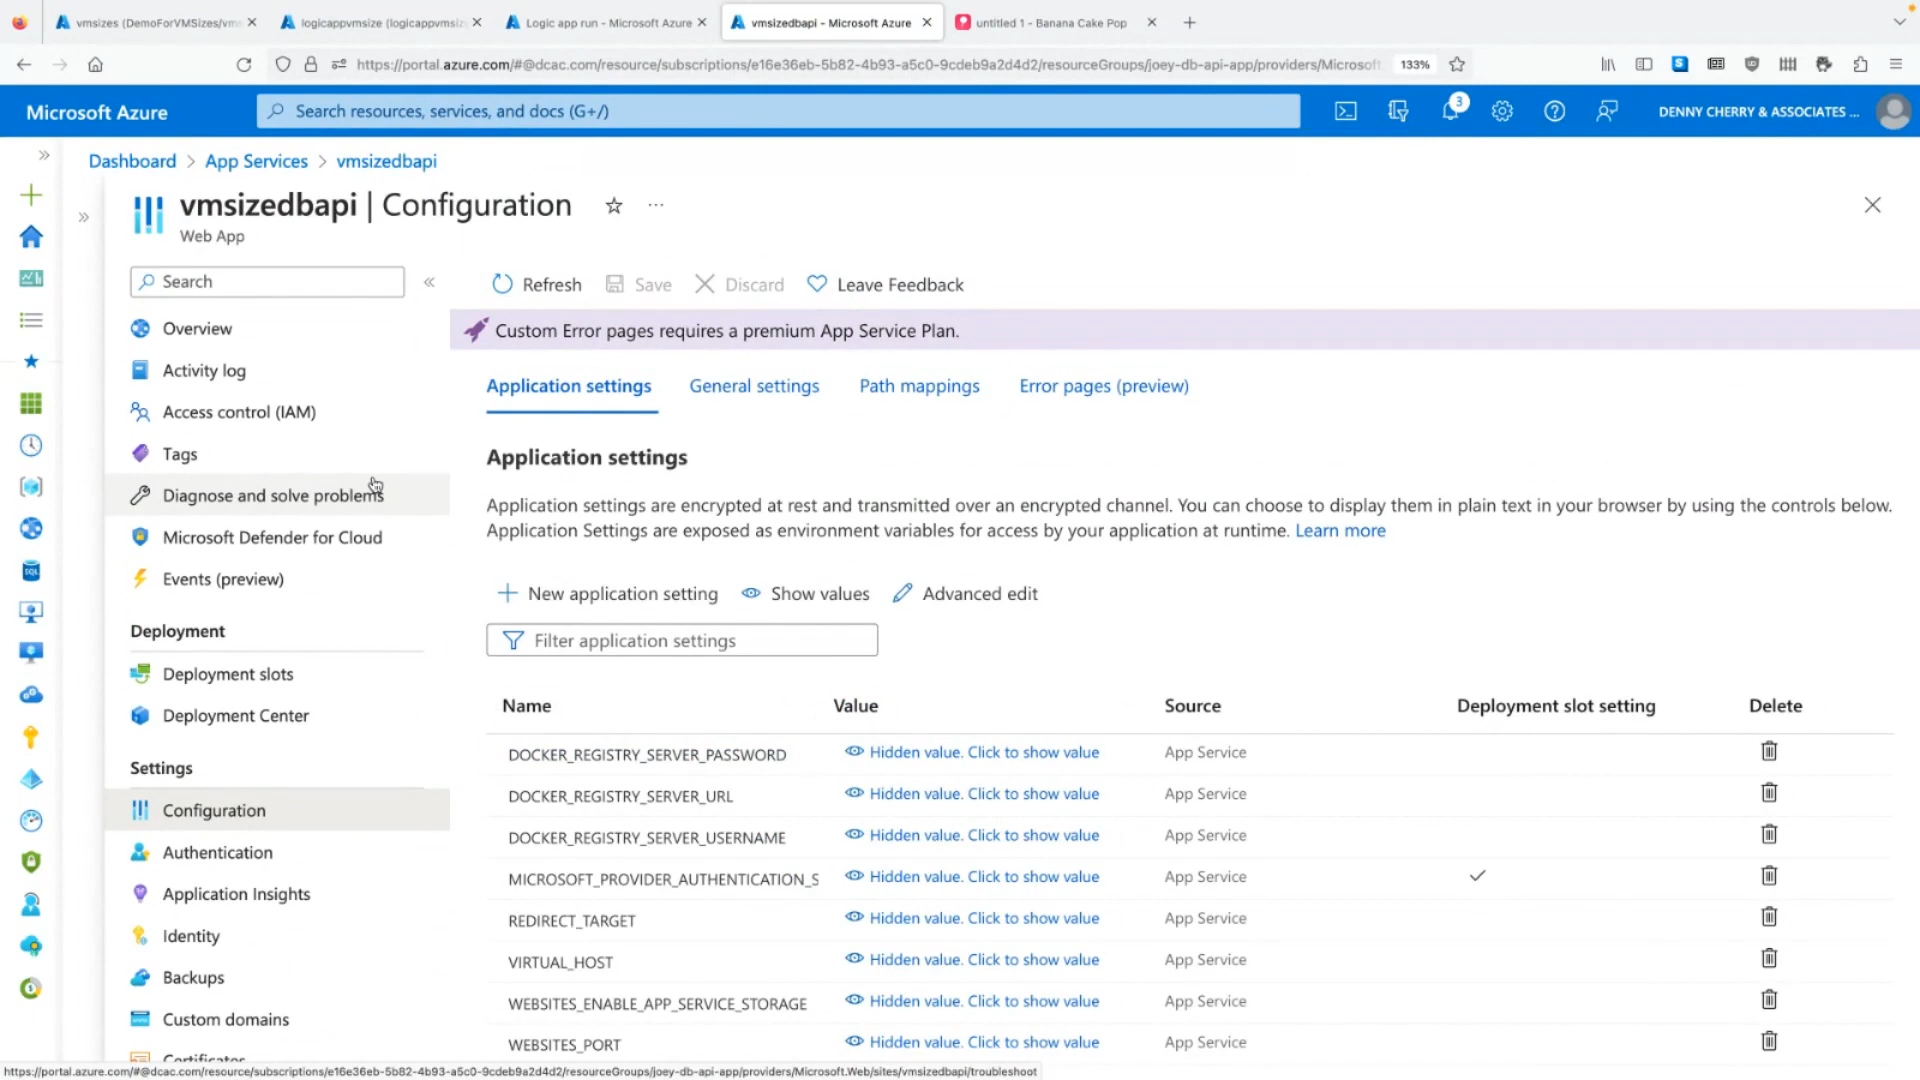 vmsizes (DemoForVMSizes/vms
logicappvmsize (logicappvmsiz
Logic app run - Microsoft Azure
vmsizedbapi - Microsoft Azure
untitled 1 - Banana Cake Pop
https://portal.azure.com/#@dcac.com/resource/subscriptions/e16e36eb-5b82-4b93-a5c0-9cdeb9a2d4d2/resourceGroups/joey-db-api-app/providers/Microsoft.
133%
Microsoft Azure
Search resources, services, and docs (G+/)
3
DENNY CHERRY & ASSOCIATES ...
Dashboard > App Services > vmsizedbapi
vmsizedbapi | Configuration
Web App
Search
Refresh
Save
Discard
Leave Feedback
Custom Error pages requires a premium App Service Plan.
Overview
Activity log
Access control (IAM)
Tags
Diagnose and solve problems
Microsoft Defender for Cloud
Events (preview)
Deployment
Deployment slots
Deployment Center
Settings
Configuration
Authentication
Application Insights
Identity
Backups
Custom domains
Certificates
Application settings
General settings
Path mappings
Error pages (preview)
Application settings
Application settings are encrypted at rest and transmitted over an encrypted channel. You can choose to display them in plain text in your browser by using the controls below.
Application Settings are exposed as environment variables for access by your application at runtime. Learn more
New application setting
Show values
Advanced edit
Filter application settings
Name Value Source Deployment slot setting Delete
DOCKER_REGISTRY_SERVER_PASSWORD Hidden value. Click to show value App Service
DOCKER_REGISTRY_SERVER_URL Hidden value. Click to show value App Service
DOCKER_REGISTRY_SERVER_USERNAME Hidden value. Click to show value App Service
MICROSOFT_PROVIDER_AUTHENTICATION_S Hidden value. Click to show value App Service
REDIRECT_TARGET Hidden value. Click to show value App Service
VIRTUAL_HOST Hidden value. Click to show value App Service
WEBSITES_ENABLE_APP_SERVICE_STORAGE Hidden value. Click to show value App Service
WEBSITES_PORT Hidden value. Click to show value App Service
https://portal.azure.com/#@dcac.com/resource/subscriptions/e16e36eb-5b82-4b93-a5c0-9cdeb9a2d4d2/resourceGroups/joey-db-api-app/providers/Microsoft.Web/sites/vmsizedbapi/troubleshoot